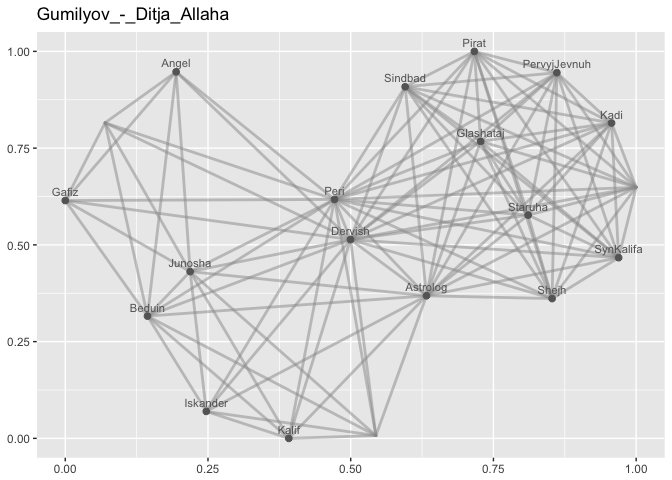 Gumilyov_-_Ditja_Allaha
1.00
0.75
0.50
0.25
0.00
Pirat
Angel
PervyjJevnuh
Sindbad
Kadi
Glashataj
Gafiz
Peri
Staruha
Dervish
SynKalifa
Junosha
Astrolog
Shejh
Beduin
Iskander
Kalif
0.00
0.25
0.50
0.75
1.00